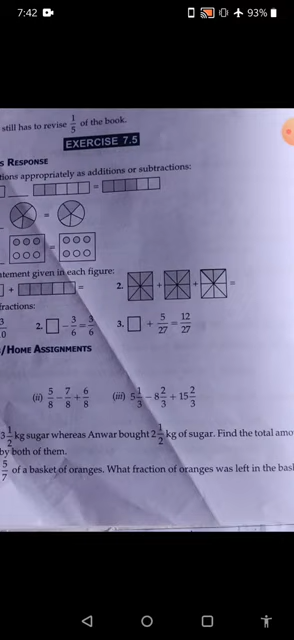 7:42
93%
still has to revise 1/5 of the book.
EXERCISE 7.5
RESPONSE
tions appropriately as additions or subtractions:
=
=
=
tement given in each figure:
+ =
2. + + =
fractions:
2. □ - 3/6 = 3/6
3. □ + 5/27 = 12/27
/HOME ASSIGNMENTS
(ii) 5/8 - 7/8 + 6/8
(iii) 5 1/3 - 8 2/3 + 15 2/3
3 1/2 kg sugar whereas Anwar bought 2 1/2 kg of sugar. Find the total amo
by both of them.
5/7 of a basket of oranges. What fraction of oranges was left in the bas